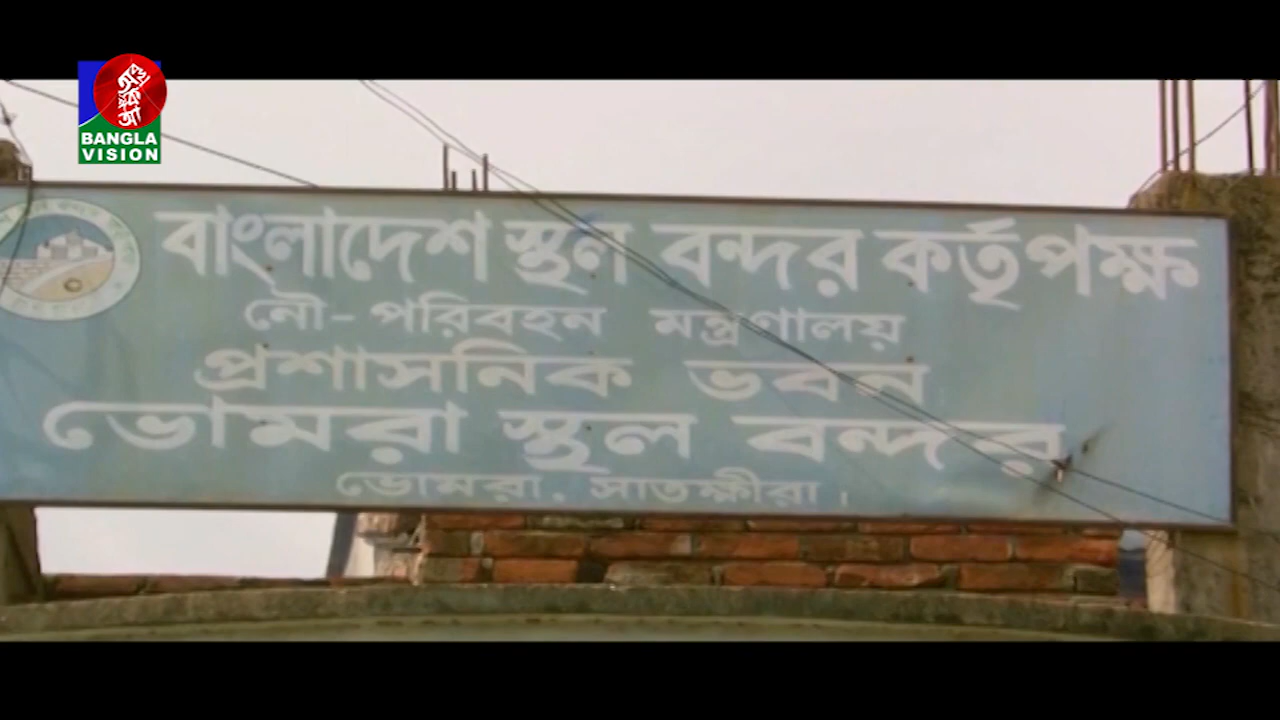 BANGLA
VISION
বাংলাদেশ স্থল বন্দর কর্তৃপক্ষ
নৌ-পরিবহন মন্ত্রণালয়
প্রশাসনিক ভবন
ভোমরা স্থল বন্দর
ভোমরা, সাতক্ষীরা।